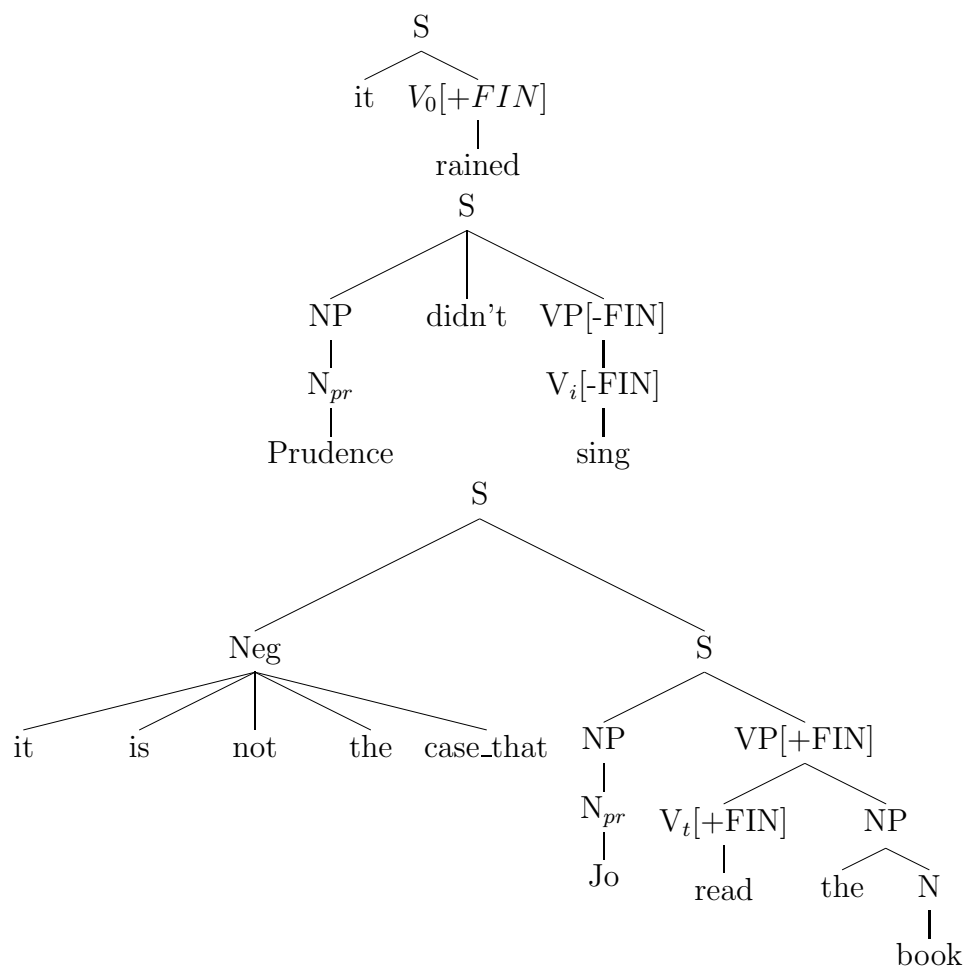 S
it V₀[+FIN]
rained
S
NP didn't VP[-FIN]
Nₚᵣ Vᵢ[-FIN]
Prudence sing
S
Neg S
it is not the case_that NP VP[+FIN]
Nₚᵣ Vₜ[+FIN] NP
Jo read the N
book